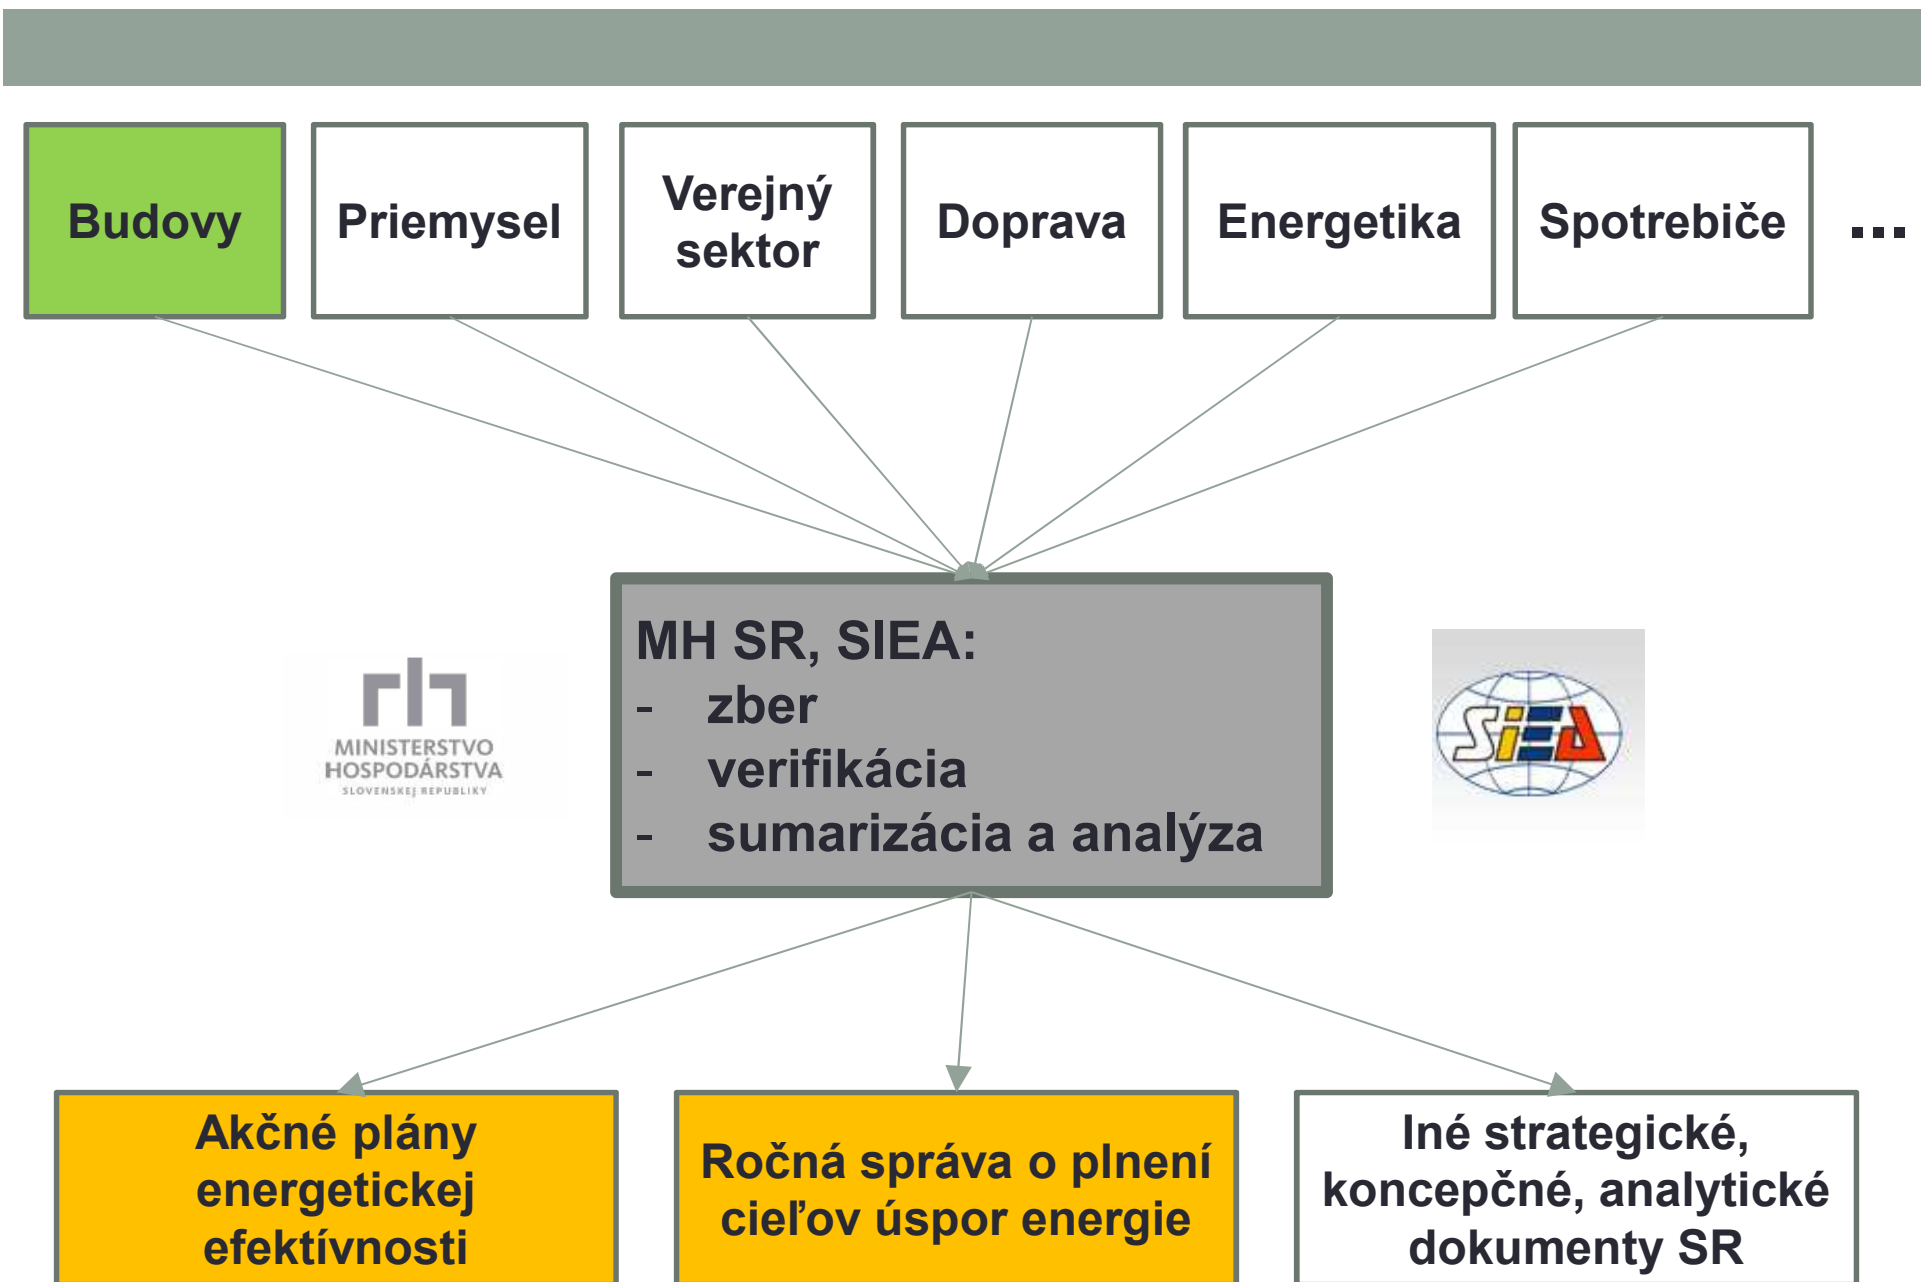 Budovy
Priemysel
Verejný
sektor
Doprava
Energetika
Spotrebiče
...
MH SR, SIEA:
- zber
- verifikácia
- sumarizácia a analýza
MINISTERSTVO
HOSPODÁRSTVA
SLOVENSKEJ REPUBLIKY
SIEA
Akčné plány
energetickej
efektívnosti
Ročná správa o plnení
cieľov úspor energie
Iné strategické,
koncepčné, analytické
dokumenty SR